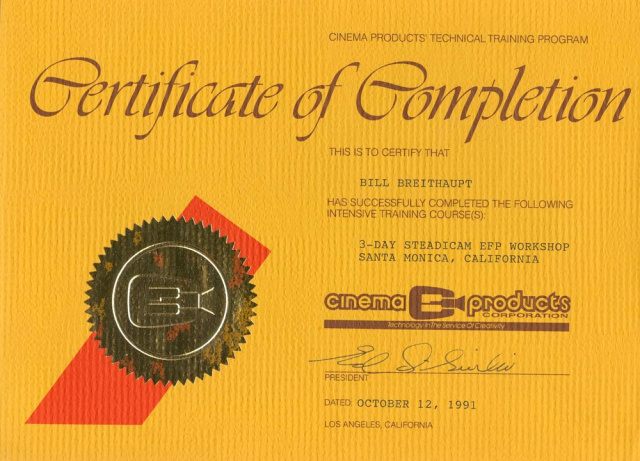 CINEMA PRODUCTS' TECHNICAL TRAINING PROGRAM
Certificate of Completion
THIS IS TO CERTIFY THAT
BILL BREITHAUPT
HAS SUCCESSFULLY COMPLETED THE FOLLOWING
INTENSIVE TRAINING COURSE(S):
3-DAY STEADICAM EFP WORKSHOP
SANTA MONICA, CALIFORNIA
cinema products
CORPORATION
Technology In The Service Of Creativity
PRESIDENT
DATED: OCTOBER 12, 1991
LOS ANGELES, CALIFORNIA